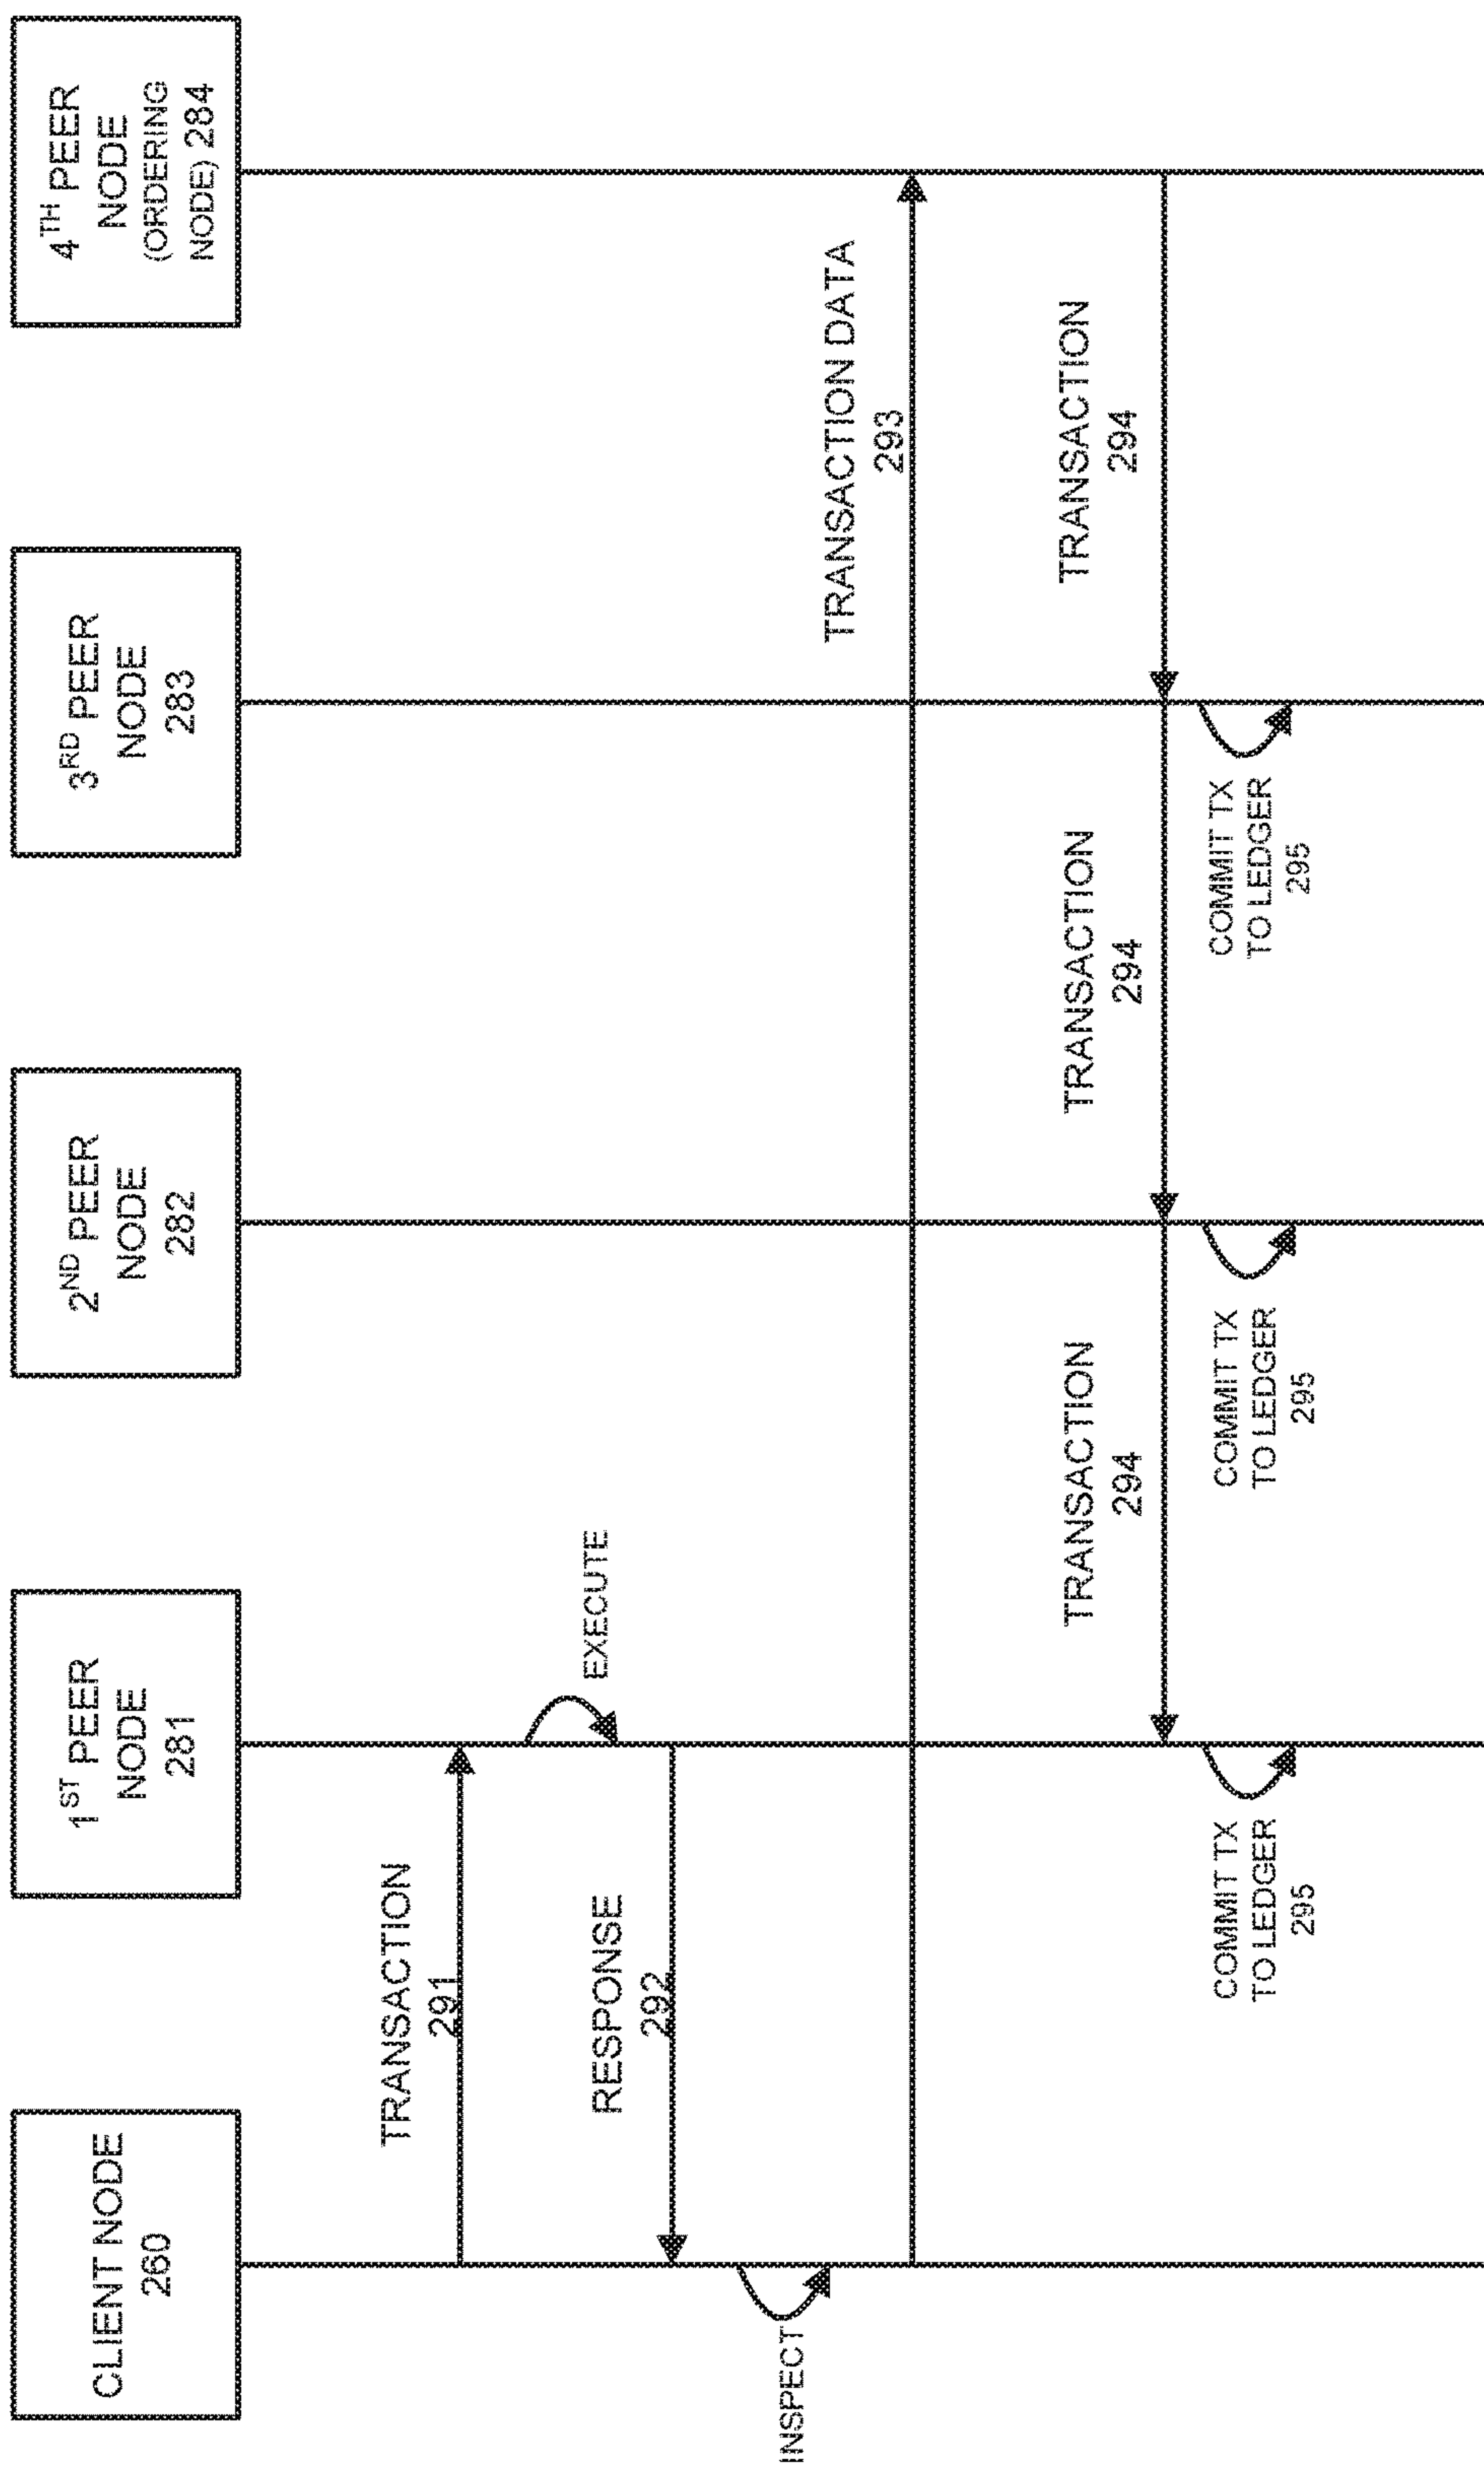 CLIENT NODE
260
1ST PEER
NODE
281
2ND PEER
NODE
282
3RD PEER
NODE
283
4TH PEER
NODE
(ORDERING
NODE) 284
TRANSACTION
291
EXECUTE
RESPONSE
292
INSPECT
TRANSACTION DATA
293
TRANSACTION
294
TRANSACTION
294
TRANSACTION
294
COMMIT TX
TO LEDGER
295
COMMIT TX
TO LEDGER
295
COMMIT TX
TO LEDGER
295